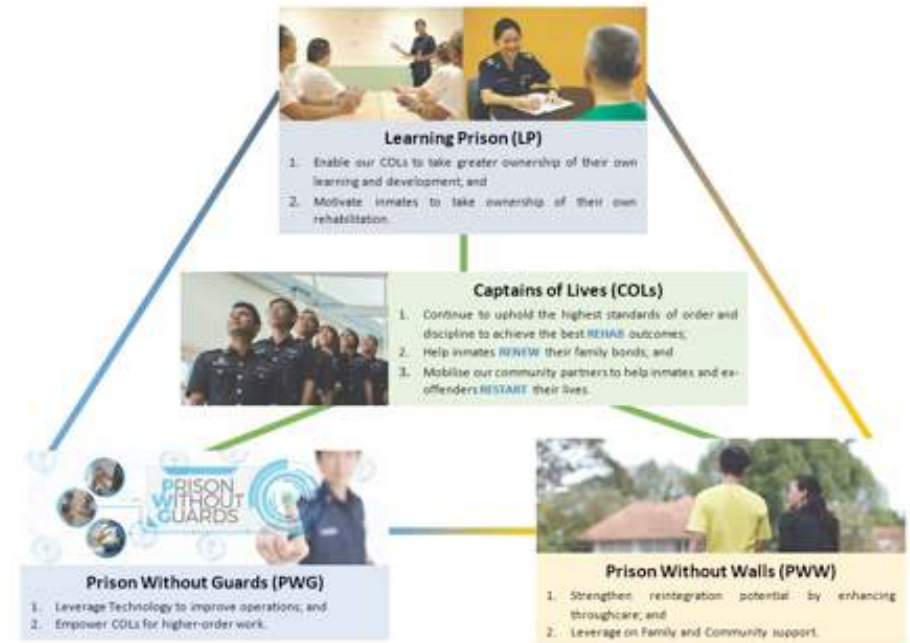 Learning Prison (LP)
1. Enable our COLs to take greater ownership of their own
learning and development; and
2. Motivate inmates to take ownership of their own
rehabilitation.
Captains of Lives (COLs)
1. Continue to uphold the highest standards of order and
discipline to achieve the best REHAB outcomes;
2. Help inmates RENEW their family bonds; and
3. Mobilise our community partners to help inmates and ex-
offenders RESTART their lives.
PRISON
WITHOUT
GUARDS
Prison Without Guards (PWG)
1. Leverage Technology to improve operations; and
2. Empower COLs for higher-order work.
Prison Without Walls (PWW)
1. Strengthen reintegration potential by enhancing
throughcare; and
2. Leverage on Family and Community support.